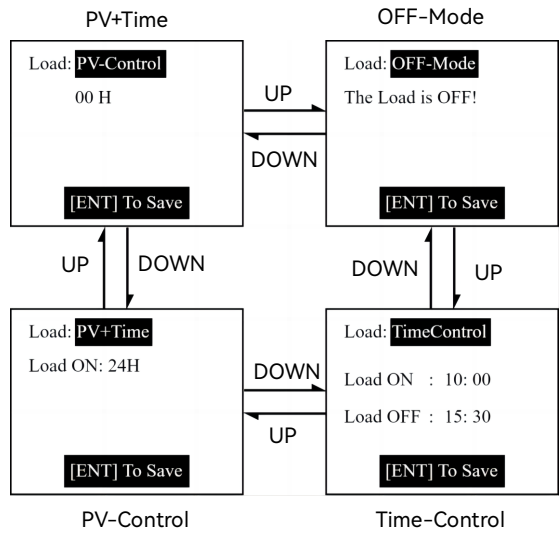 PV+Time
OFF-Mode
Load: PV-Control
00 H
[ENT] To Save
UP
DOWN
Load: OFF-Mode
The Load is OFF!
[ENT] To Save
UP
DOWN
DOWN
UP
Load: PV+Time
Load ON: 24H
[ENT] To Save
DOWN
UP
Load: TimeControl
Load ON : 10: 00
Load OFF : 15: 30
[ENT] To Save
PV-Control
Time-Control